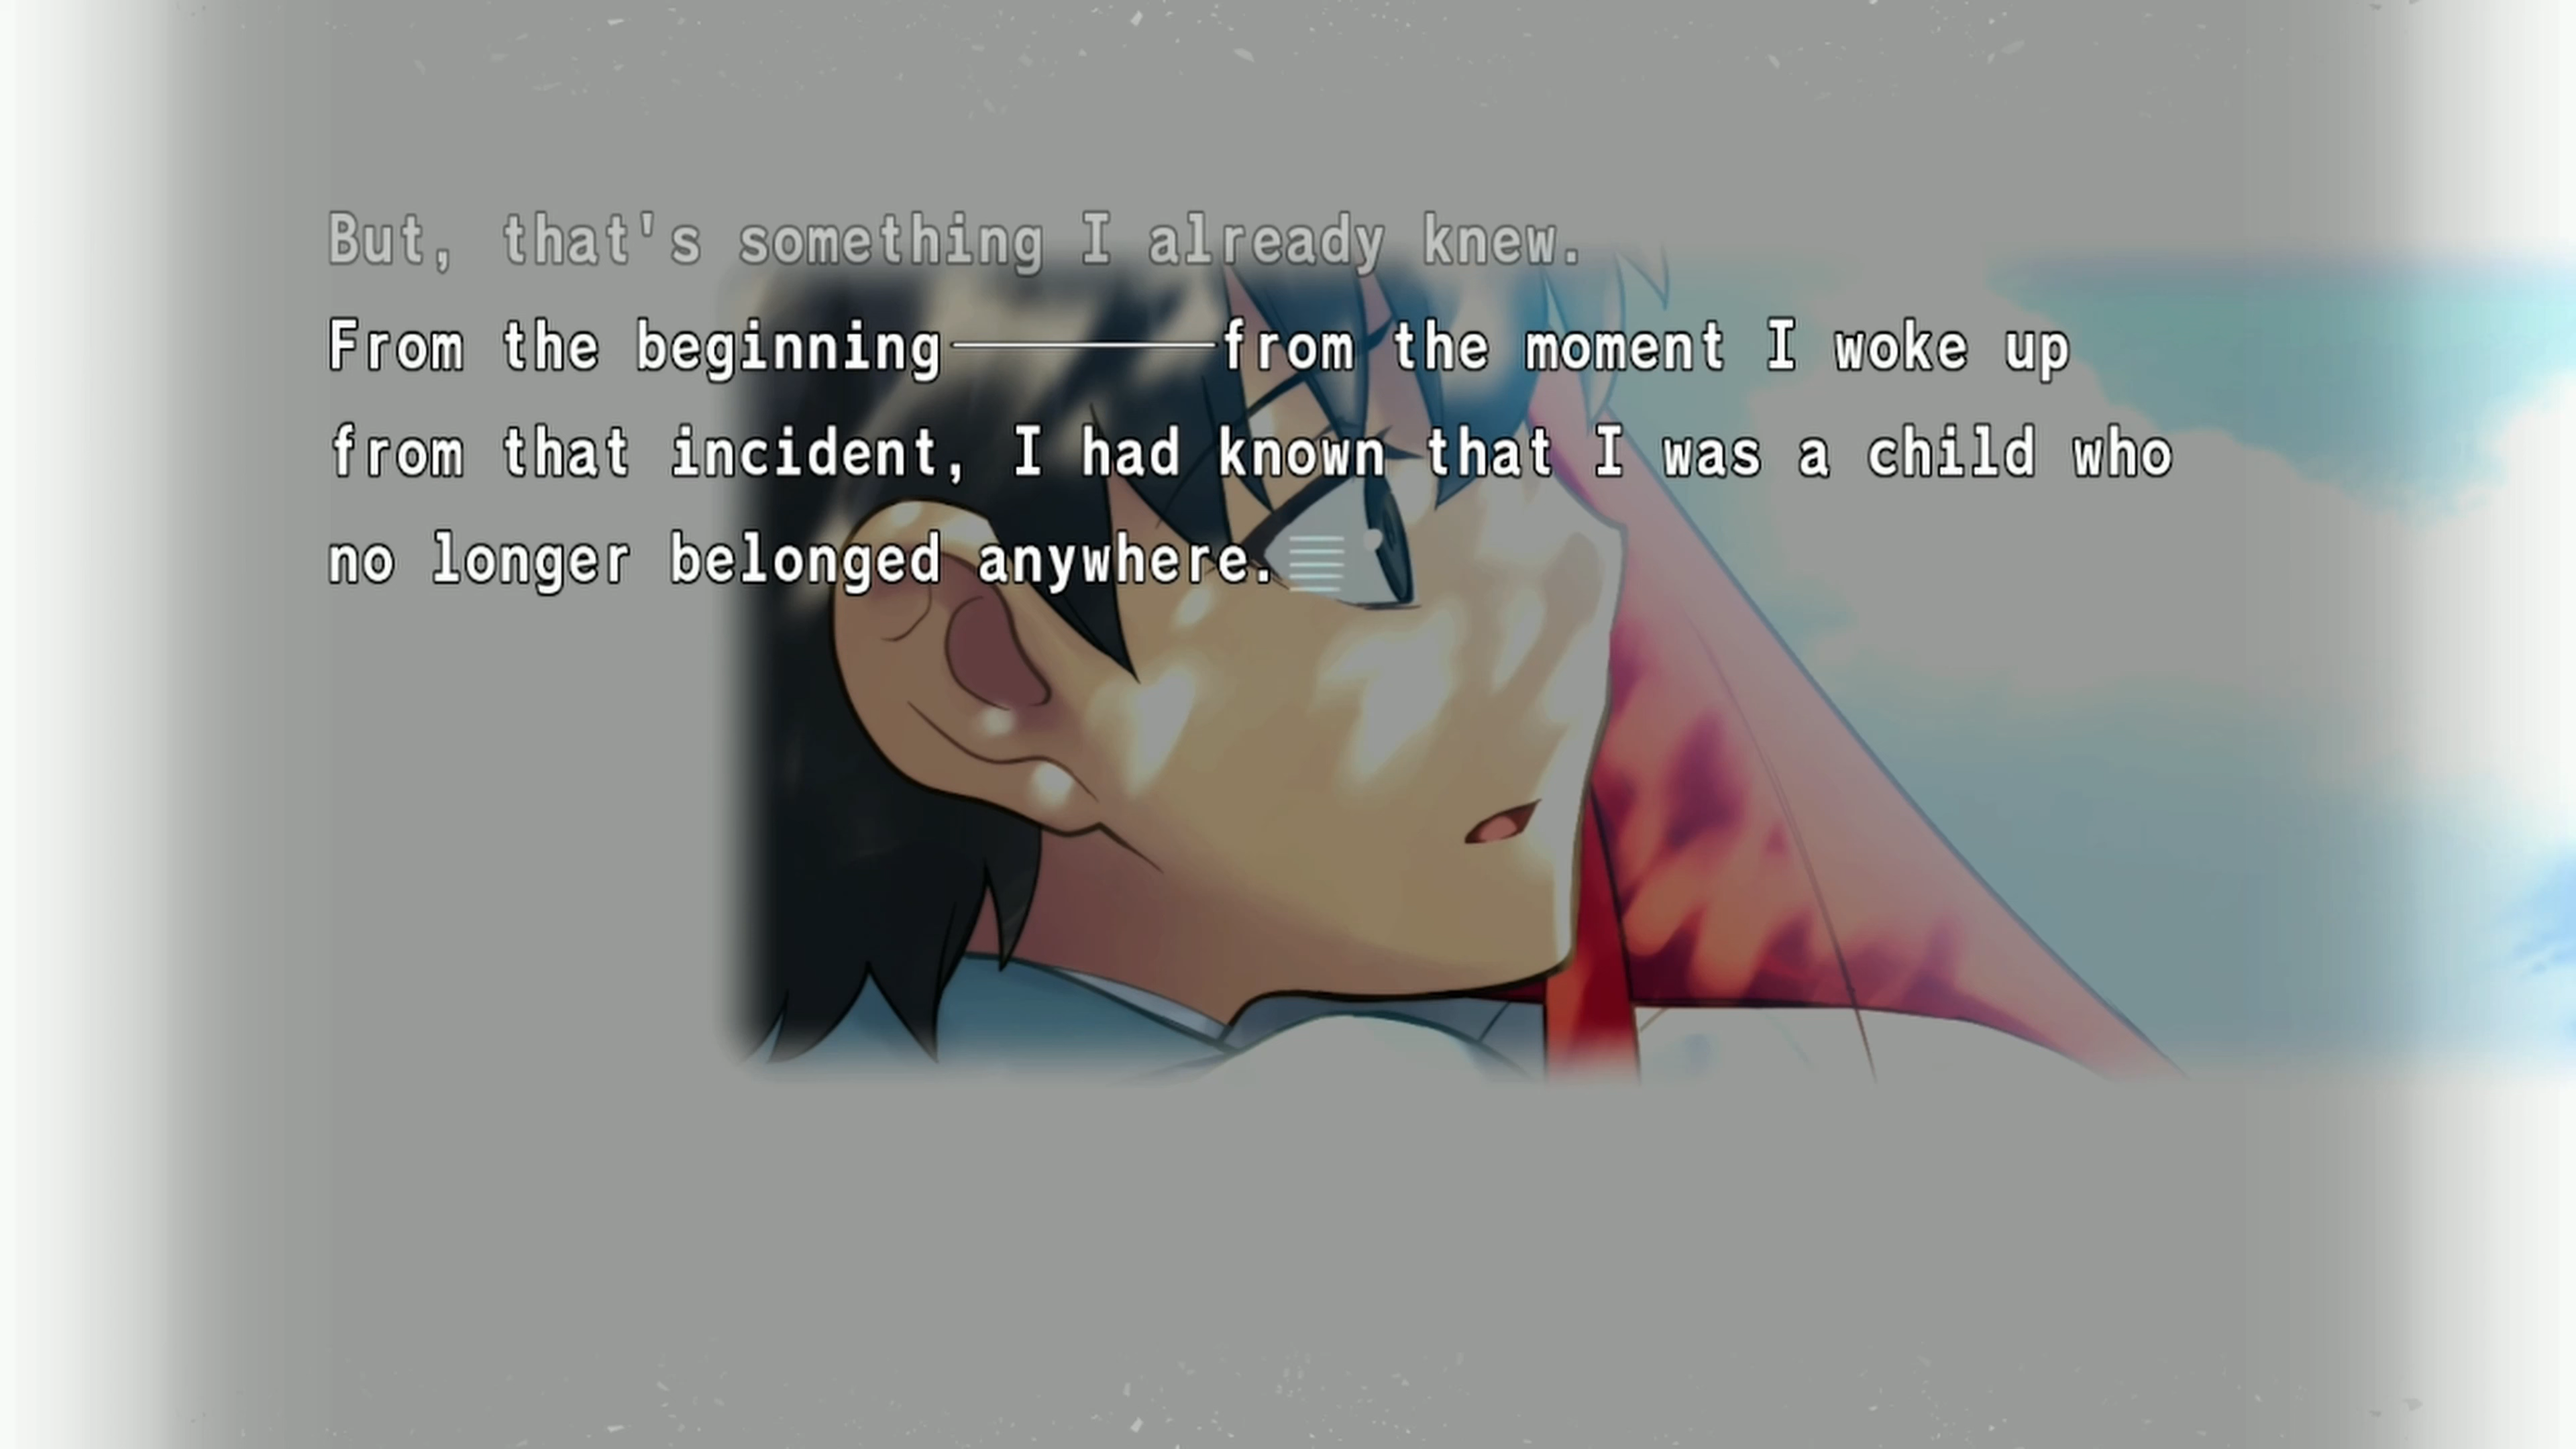 But, that's something I already knew.
From the beginning————from the moment I woke up
from that incident, I had known that I was a child who
no longer belonged anywhere.